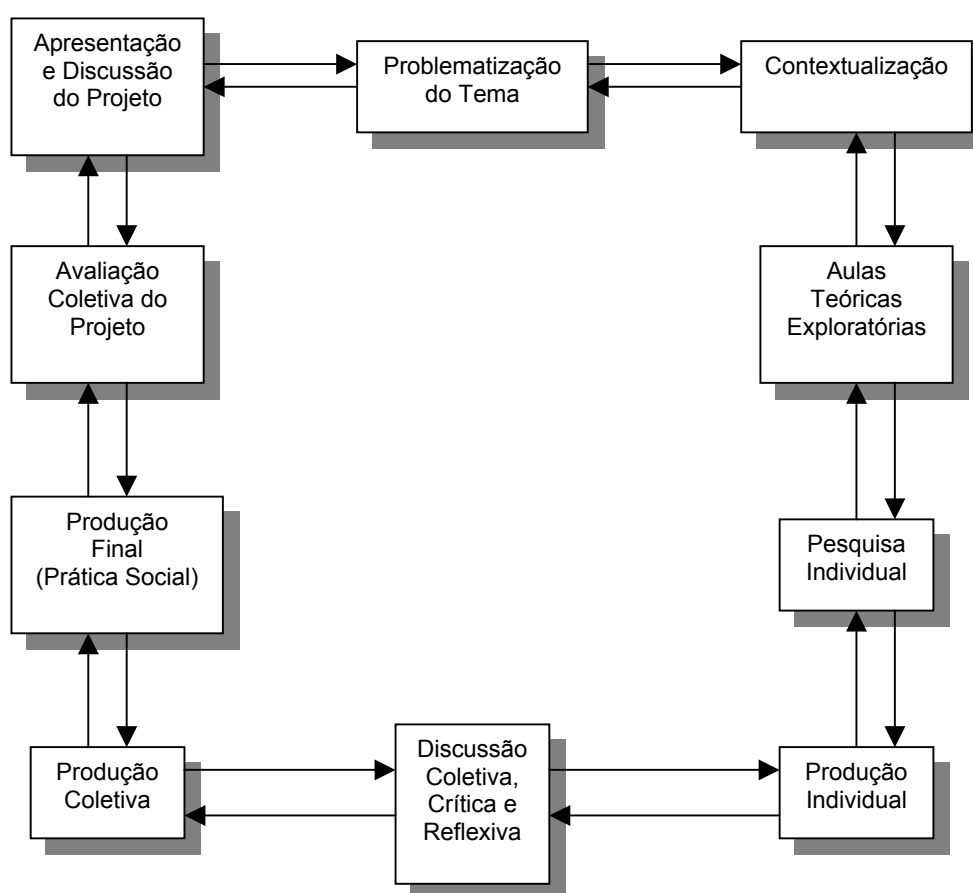 Apresentação
e Discussão
do Projeto
Problematização
do Tema
Contextualização
Avaliação
Coletiva do
Projeto
Aulas
Teóricas
Exploratórias
Produção
Final
(Prática Social)
Pesquisa
Individual
Produção
Coletiva
Discussão
Coletiva,
Crítica e
Reflexiva
Produção
Individual